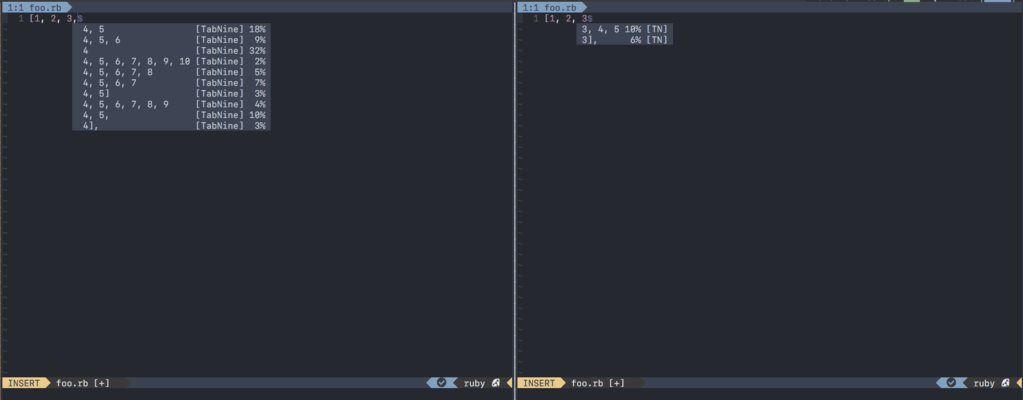 1:1 foo.rb
1 [1, 2, 3,$
4, 5 [TabNine] 18%
4, 5, 6 [TabNine] 9%
4 [TabNine] 32%
4, 5, 6, 7, 8, 9, 10 [TabNine] 2%
4, 5, 6, 7, 8 [TabNine] 5%
4, 5, 6, 7 [TabNine] 7%
4, 5] [TabNine] 3%
4, 5, 6, 7, 8, 9 [TabNine] 4%
4, 5, [TabNine] 10%
4], [TabNine] 3%
INSERT foo.rb [+] ruby
1:1 foo.rb
1 [1, 2, 3$
3, 4, 5 10% [TN]
3], 6% [TN]
INSERT foo.rb [+] ruby